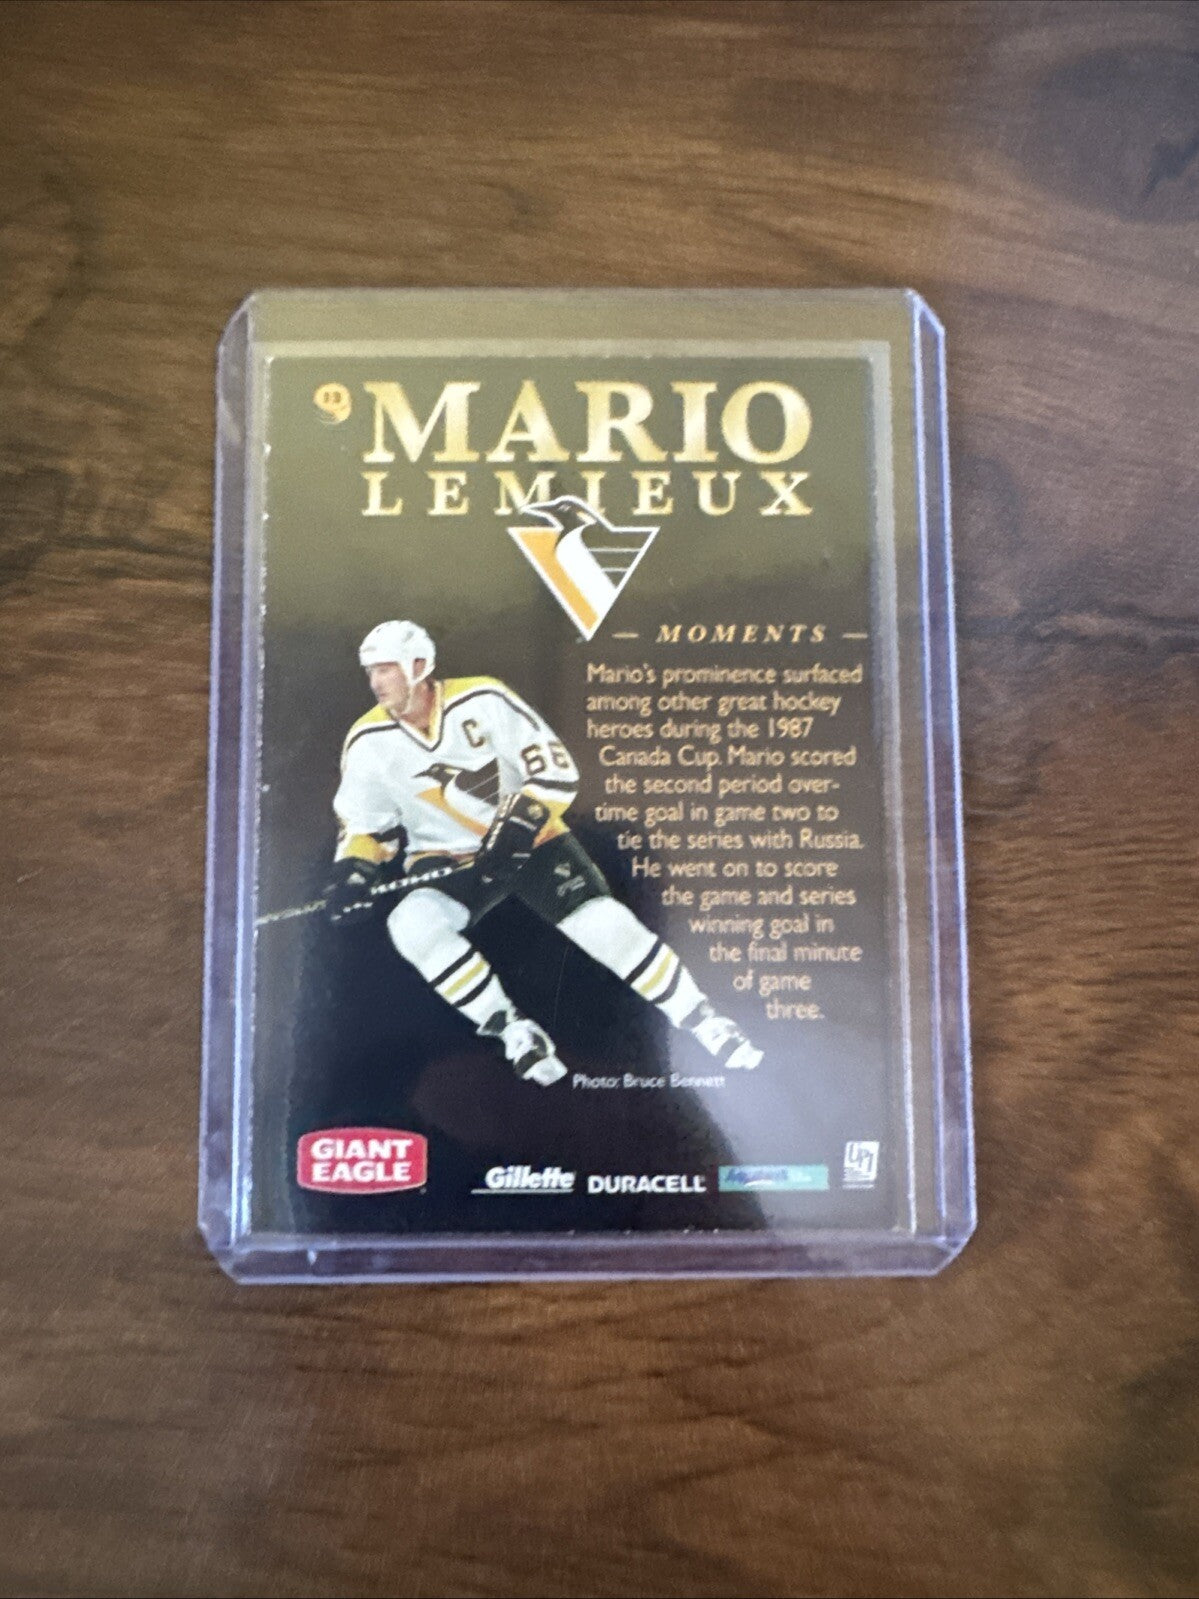 13
MARIO
LEMIEUX
— MOMENTS —
Mario's prominence surfaced
among other great hockey
heroes during the 1987
Canada Cup. Mario scored
the second period over-
time goal in game two to
tie the series with Russia.
He went on to score
the game and series
winning goal in
the final minute
of game
three.
C
66
Photo: Bruce Bennett
GIANT
EAGLE
Gillette
DURACELL